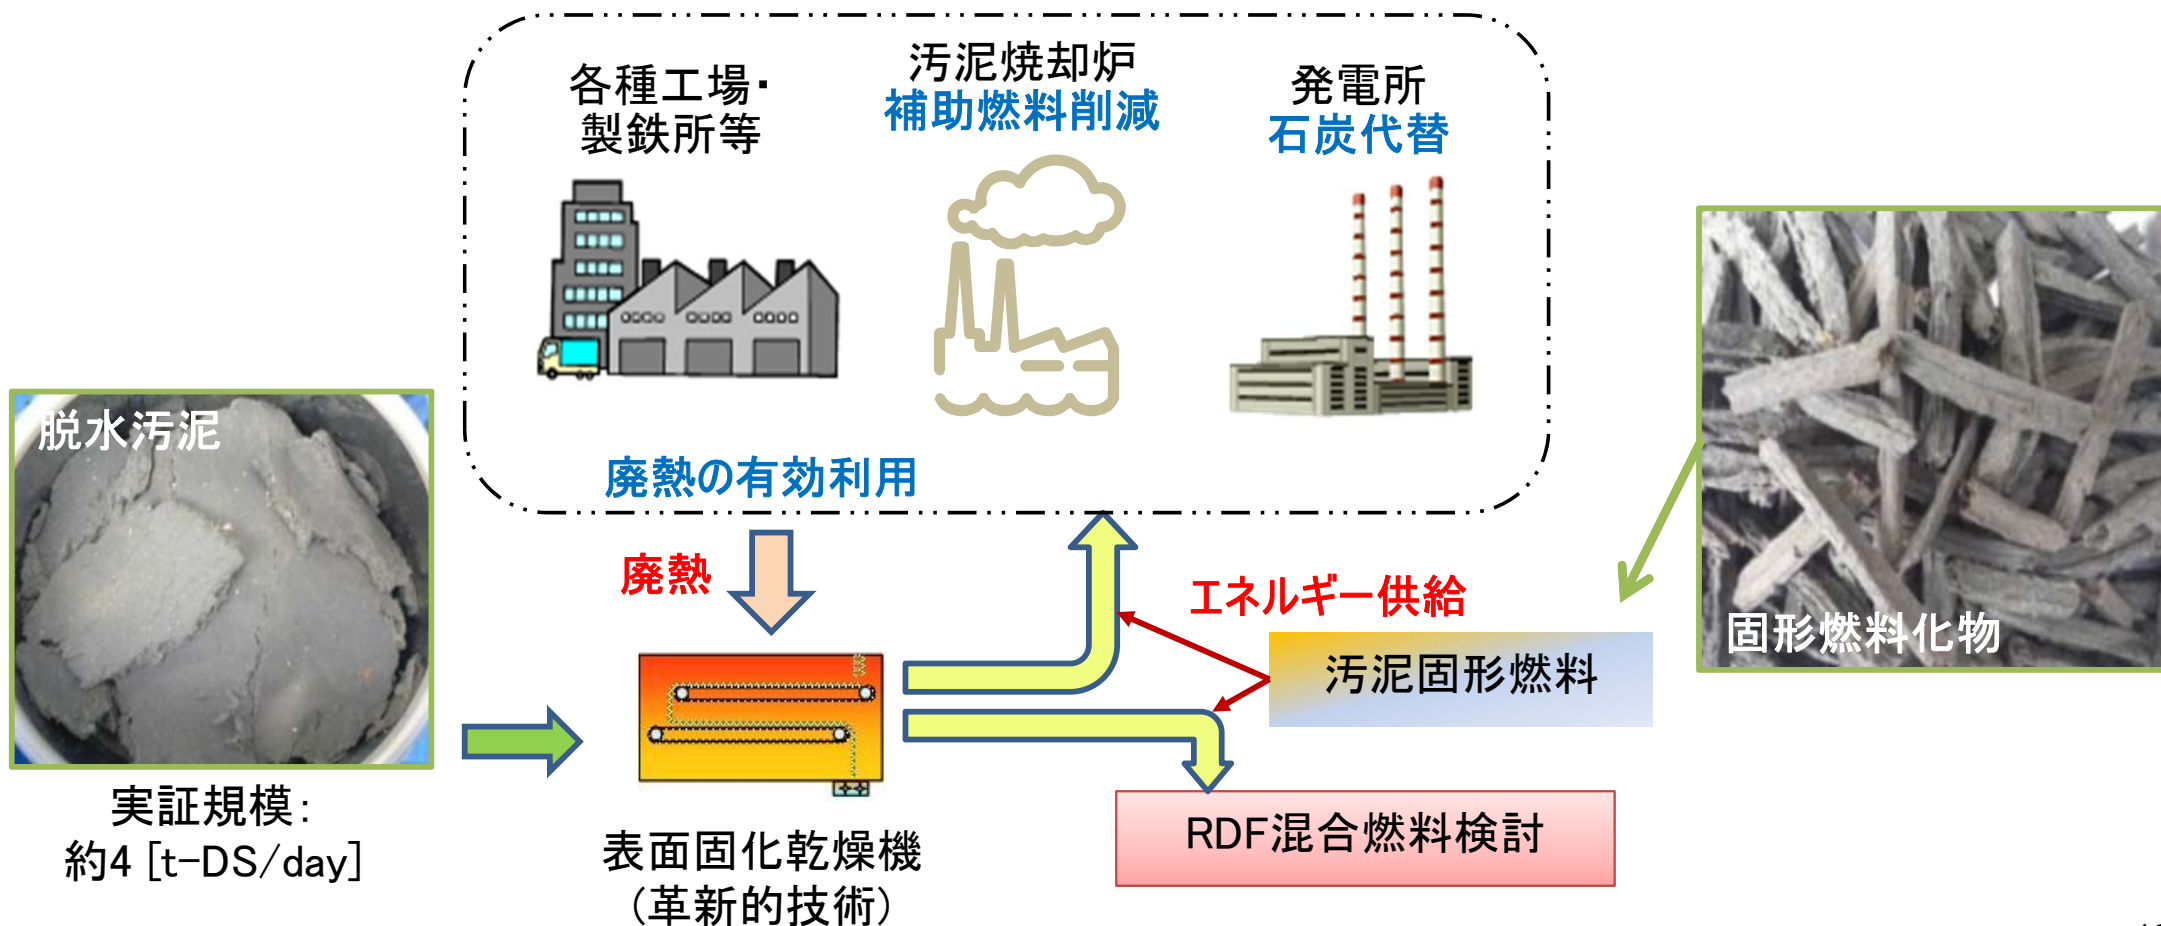 各種工場・
製鉄所等
汚泥焼却炉
補助燃料削減
発電所
石炭代替
廃熱の有効利用
脱水汚泥
実証規模：
約4 [t-DS/day]
廃熱
表面固化乾燥機
(革新的技術)
エネルギー供給
汚泥固形燃料
RDF混合燃料検討
固形燃料化物